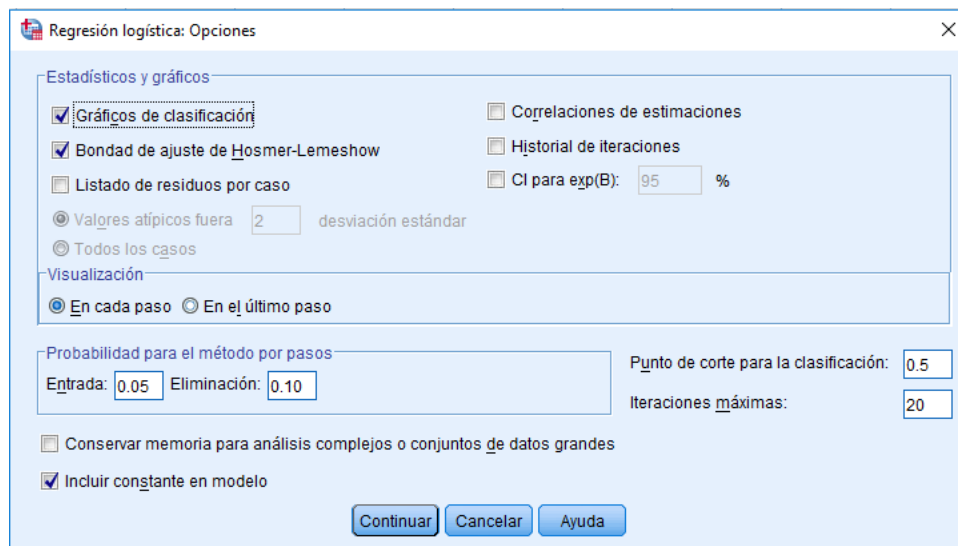 Regresión logística: Opciones
Estadísticos y gráficos
Gráficos de clasificación
Correlaciones de estimaciones
Bondad de ajuste de Hosmer-Lemeshow
Historial de iteraciones
Listado de residuos por caso
CI para exp(B): 95 %
Valores atípicos fuera 2 desviación estándar
Todos los casos
Visualización
En cada paso En el último paso
Probabilidad para el método por pasos
Entrada: 0.05 Eliminación: 0.10
Punto de corte para la clasificación: 0.5
Iteraciones máximas: 20
Conservar memoria para análisis complejos o conjuntos de datos grandes
Incluir constante en modelo
Continuar Cancelar Ayuda